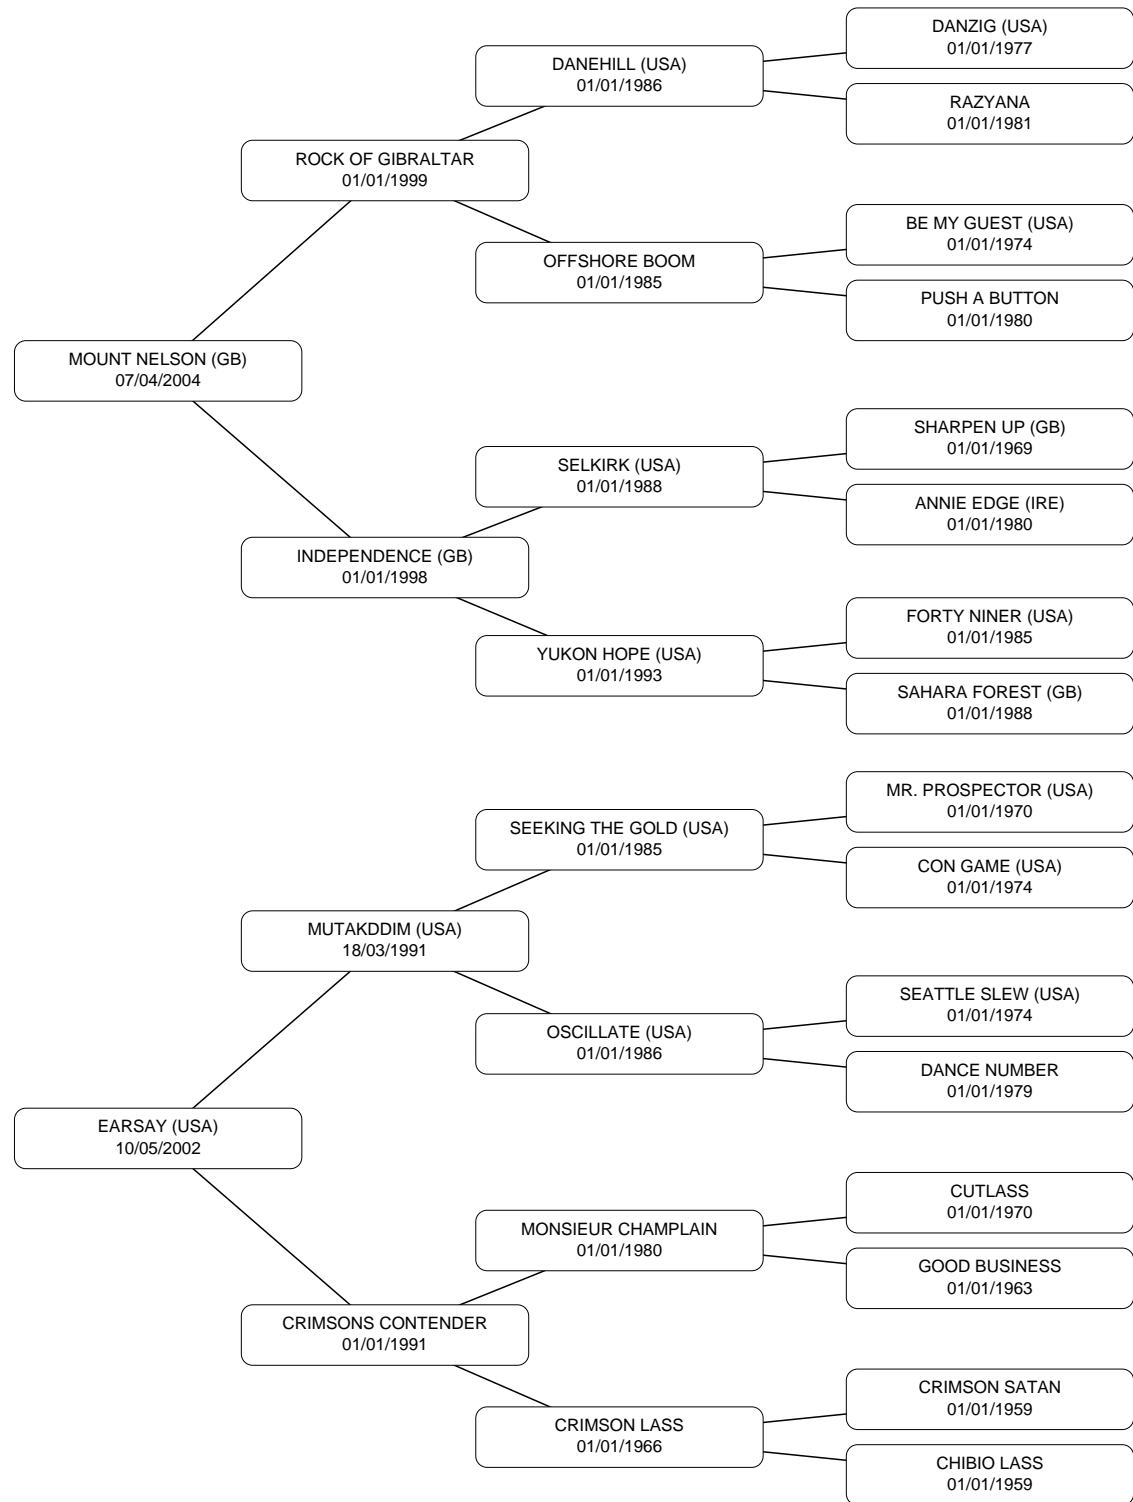 DANZIG (USA)
01/01/1977
DANEHILL (USA)
01/01/1986
RAZYANA
01/01/1981
ROCK OF GIBRALTAR
01/01/1999
BE MY GUEST (USA)
01/01/1974
OFFSHORE BOOM
01/01/1985
PUSH A BUTTON
01/01/1980
MOUNT NELSON (GB)
07/04/2004
SHARPEN UP (GB)
01/01/1969
SELKIRK (USA)
01/01/1988
ANNIE EDGE (IRE)
01/01/1980
INDEPENDENCE (GB)
01/01/1998
FORTY NINER (USA)
01/01/1985
YUKON HOPE (USA)
01/01/1993
SAHARA FOREST (GB)
01/01/1988
MR. PROSPECTOR (USA)
01/01/1970
SEEKING THE GOLD (USA)
01/01/1985
CON GAME (USA)
01/01/1974
MUTAKDDIM (USA)
18/03/1991
SEATTLE SLEW (USA)
01/01/1974
OSCILLATE (USA)
01/01/1986
DANCE NUMBER
01/01/1979
EARSAY (USA)
10/05/2002
CUTLASS
01/01/1970
MONSIEUR CHAMPLAIN
01/01/1980
GOOD BUSINESS
01/01/1963
CRIMSONS CONTENDER
01/01/1991
CRIMSON SATAN
01/01/1959
CRIMSON LASS
01/01/1966
CHIBIO LASS
01/01/1959